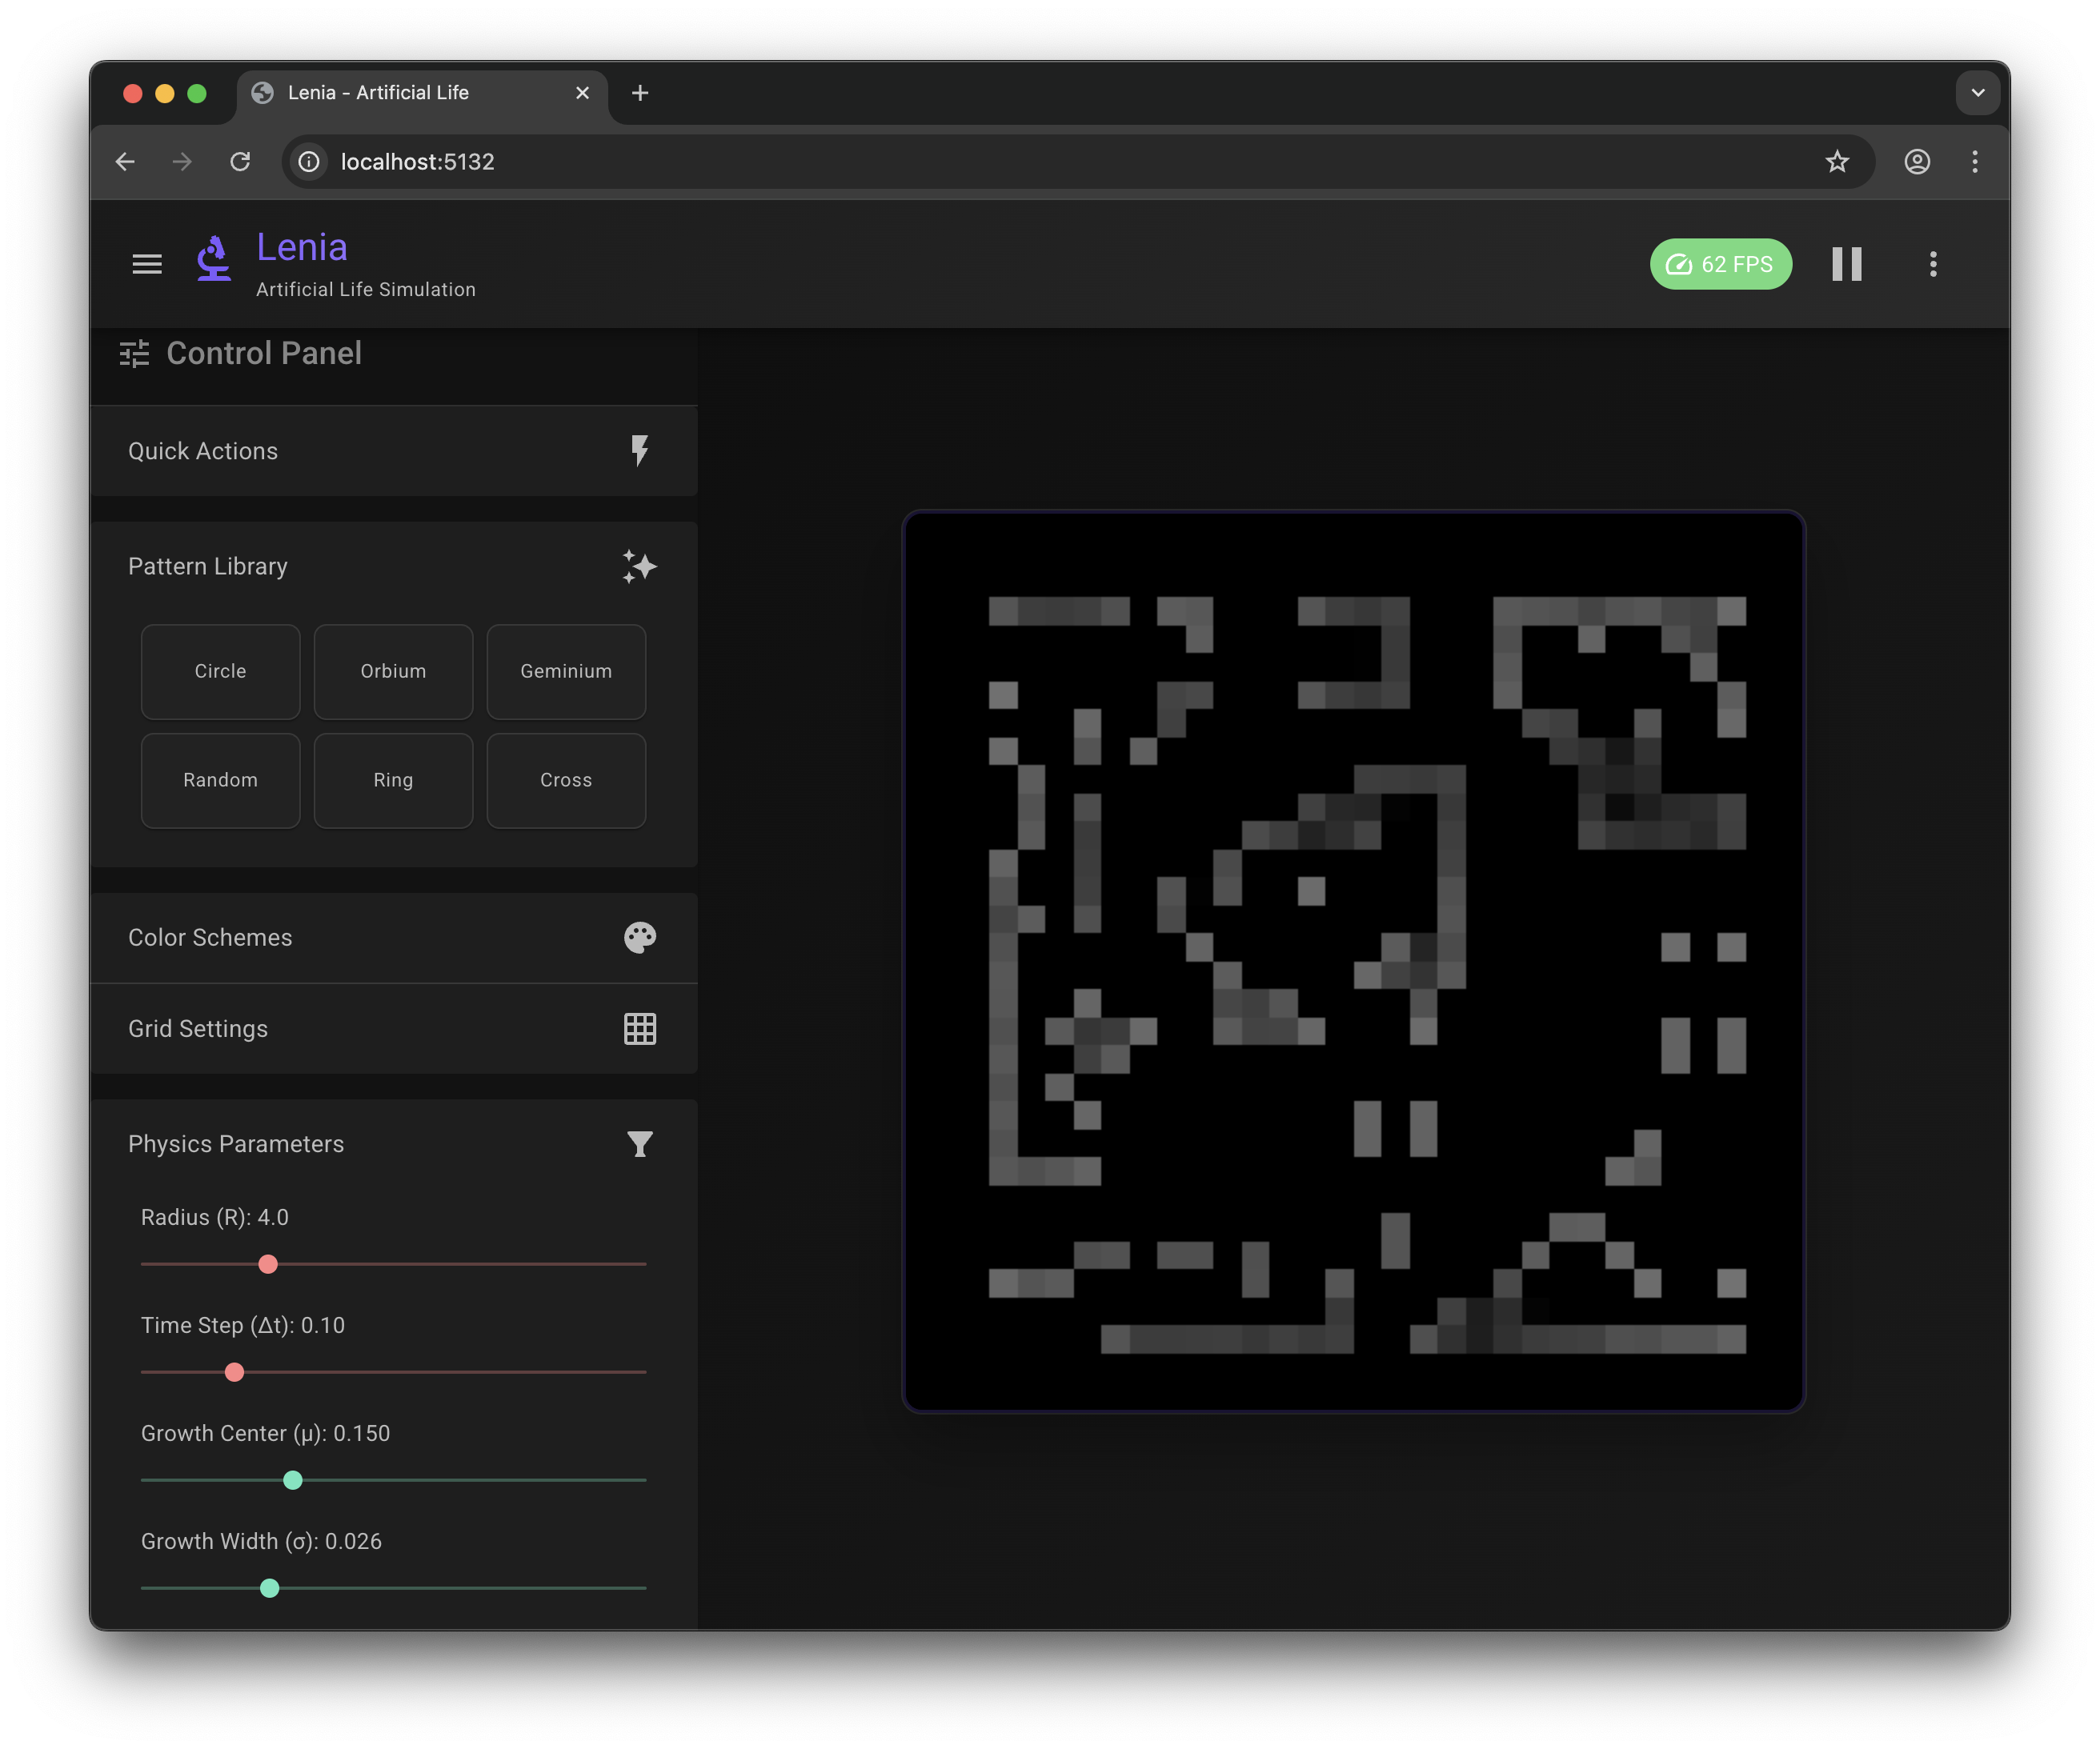 Lenia - Artificial Life
localhost:5132
Lenia
Artificial Life Simulation
62 FPS
Control Panel
Quick Actions
Pattern Library
Circle
Orbium
Geminium
Random
Ring
Cross
Color Schemes
Grid Settings
Physics Parameters
Radius (R): 4.0
Time Step (Δt): 0.10
Growth Center (μ): 0.150
Growth Width (σ): 0.026